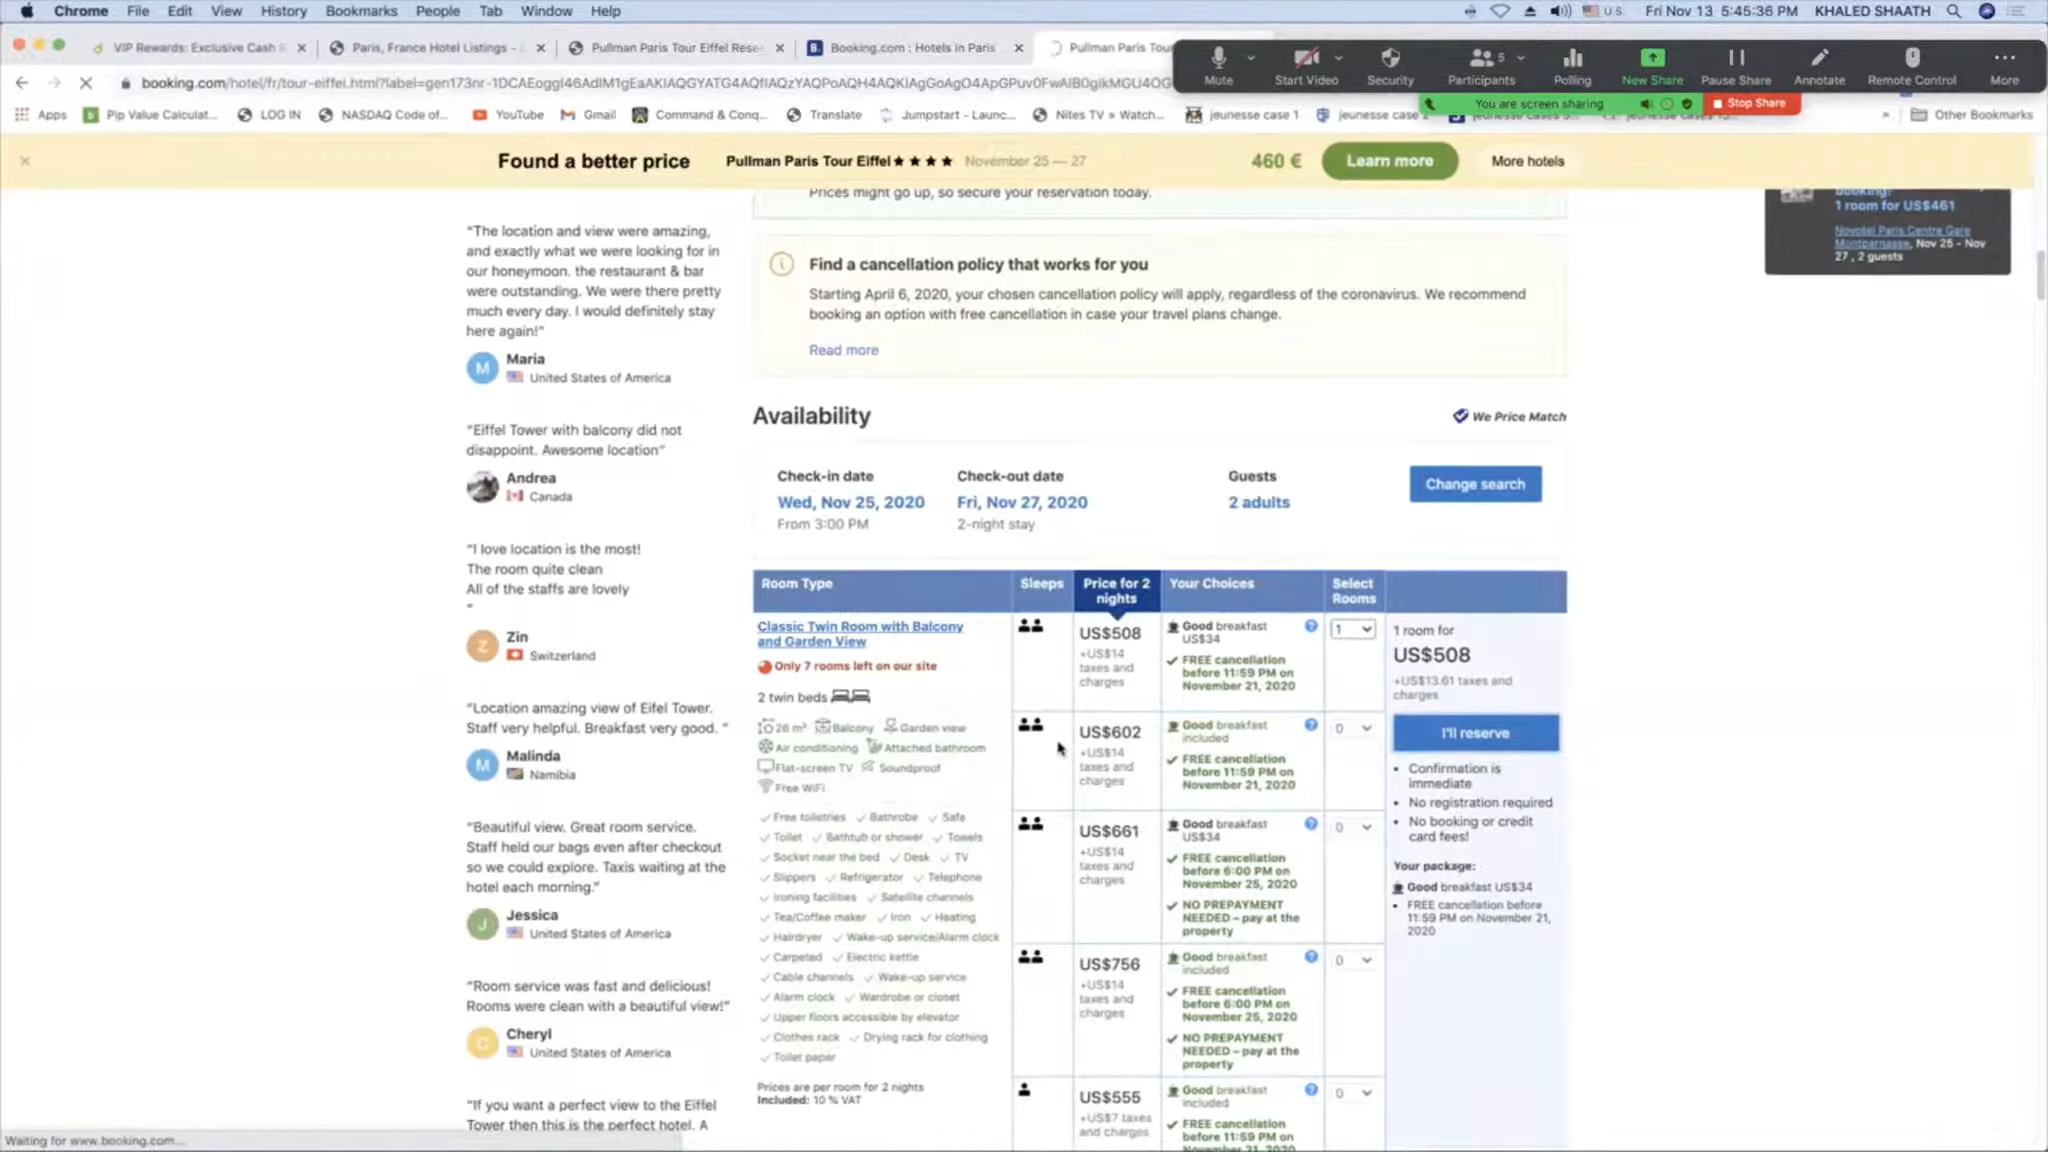 Chrome File Edit View History Bookmarks People Tab Window Help
U.S. Fri Nov 13 5:45:36 PM KHALED SHAATH
VIP Rewards: Exclusive Cash
Paris, France Hotel Listings -
Pullman Paris Tour Eiffel Rese
Booking.com : Hotels in Paris
Pullman Paris Tou
booking.com/hotel/fr/tour-eiffel.html?label=
Mute Start Video Security Participants 5 Polling New Share Pause Share Annotate Remote Control More
You are screen sharing Stop Share
Apps Pip Value Calculat... LOG IN NASDAQ Code of... YouTube Gmail Command & Conq... Translate Jumpstart - Launc... Nites TV » Watch... jeunesse case 1 jeunesse case 2 Other Bookmarks
Found a better price Pullman Paris Tour Eiffel ★★★★ November 25 — 27 460 € Learn more More hotels
Prices might go up, so secure your reservation today.
booking!
1 room for US$461
Novotel Paris Centre Gare
Montparnasse, Nov 25 - Nov
27 , 2 guests
"The location and view were amazing,
and exactly what we were looking for in
our honeymoon. the restaurant & bar
were outstanding. We were there pretty
much every day. I would definitely stay
here again!"
M Maria
United States of America
"Eiffel Tower with balcony did not
disappoint. Awesome location"
Andrea
Canada
"I love location is the most!
The room quite clean
All of the staffs are lovely
"
Z Zin
Switzerland
"Location amazing view of Eifel Tower.
Staff very helpful. Breakfast very good. "
M Malinda
Namibia
"Beautiful view. Great room service.
Staff held our bags even after checkout
so we could explore. Taxis waiting at the
hotel each morning."
J Jessica
United States of America
"Room service was fast and delicious!
Rooms were clean with a beautiful view!"
C Cheryl
United States of America
"If you want a perfect view to the Eiffel
Tower then this is the perfect hotel. A
Find a cancellation policy that works for you
Starting April 6, 2020, your chosen cancellation policy will apply, regardless of the coronavirus. We recommend
booking an option with free cancellation in case your travel plans change.
Read more
Availability
We Price Match
Check-in date
Wed, Nov 25, 2020
From 3:00 PM
Check-out date
Fri, Nov 27, 2020
2-night stay
Guests
2 adults
Change search
Room Type
Sleeps
Price for 2
nights
Your Choices
Select
Rooms
Classic Twin Room with Balcony
and Garden View
Only 7 rooms left on our site
2 twin beds
26 m² Balcony Garden view
Air conditioning Attached bathroom
Flat-screen TV Soundproof
Free WiFi
Free toiletries Bathrobe Safe
Toilet Bathtub or shower Towels
Socket near the bed Desk TV
Slippers Refrigerator Telephone
Ironing facilities Satellite channels
Tea/Coffee maker Iron Heating
Hairdryer Wake-up service/Alarm clock
Carpeted Electric kettle
Cable channels Wake-up service
Alarm clock Wardrobe or closet
Upper floors accessible by elevator
Clothes rack Drying rack for clothing
Toilet paper
Prices are per room for 2 nights
Included: 10 % VAT
US$508
+US$14
taxes and
charges
Good breakfast
US$34
FREE cancellation
before 11:59 PM on
November 21, 2020
1
US$602
+US$14
taxes and
charges
Good breakfast
included
FREE cancellation
before 11:59 PM on
November 21, 2020
0
US$661
+US$14
taxes and
charges
Good breakfast
US$34
FREE cancellation
before 6:00 PM on
November 25, 2020
NO PREPAYMENT
NEEDED – pay at the
property
0
US$756
+US$14
taxes and
charges
Good breakfast
included
FREE cancellation
before 6:00 PM on
November 25, 2020
NO PREPAYMENT
NEEDED – pay at the
property
0
US$555
+US$7 taxes
and charges
Good breakfast
included
FREE cancellation
before 11:59 PM on
November 21, 2020
0
1 room for
US$508
+US$13.61 taxes and
charges
I'll reserve
Confirmation is
immediate
No registration required
No booking or credit
card fees!
Your package:
Good breakfast US$34
FREE cancellation before
11:59 PM on November 21,
2020
Waiting for www.booking.com...